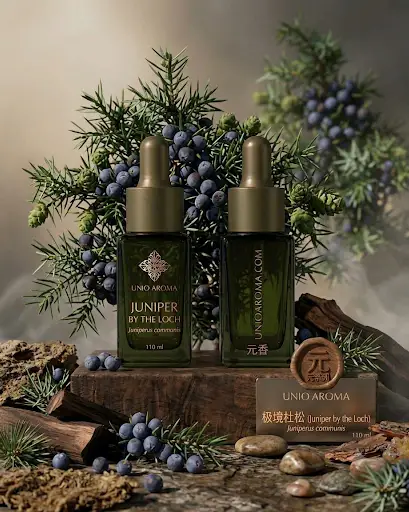 UNIO AROMA
JUNIPER
BY THE LOCH
Juniperus communis
110 ml
UNIOAROMA.COM
元香
元
UNIO AROMA
极境杜松 (Juniper by the Loch)
Juniperus communis
110 ml